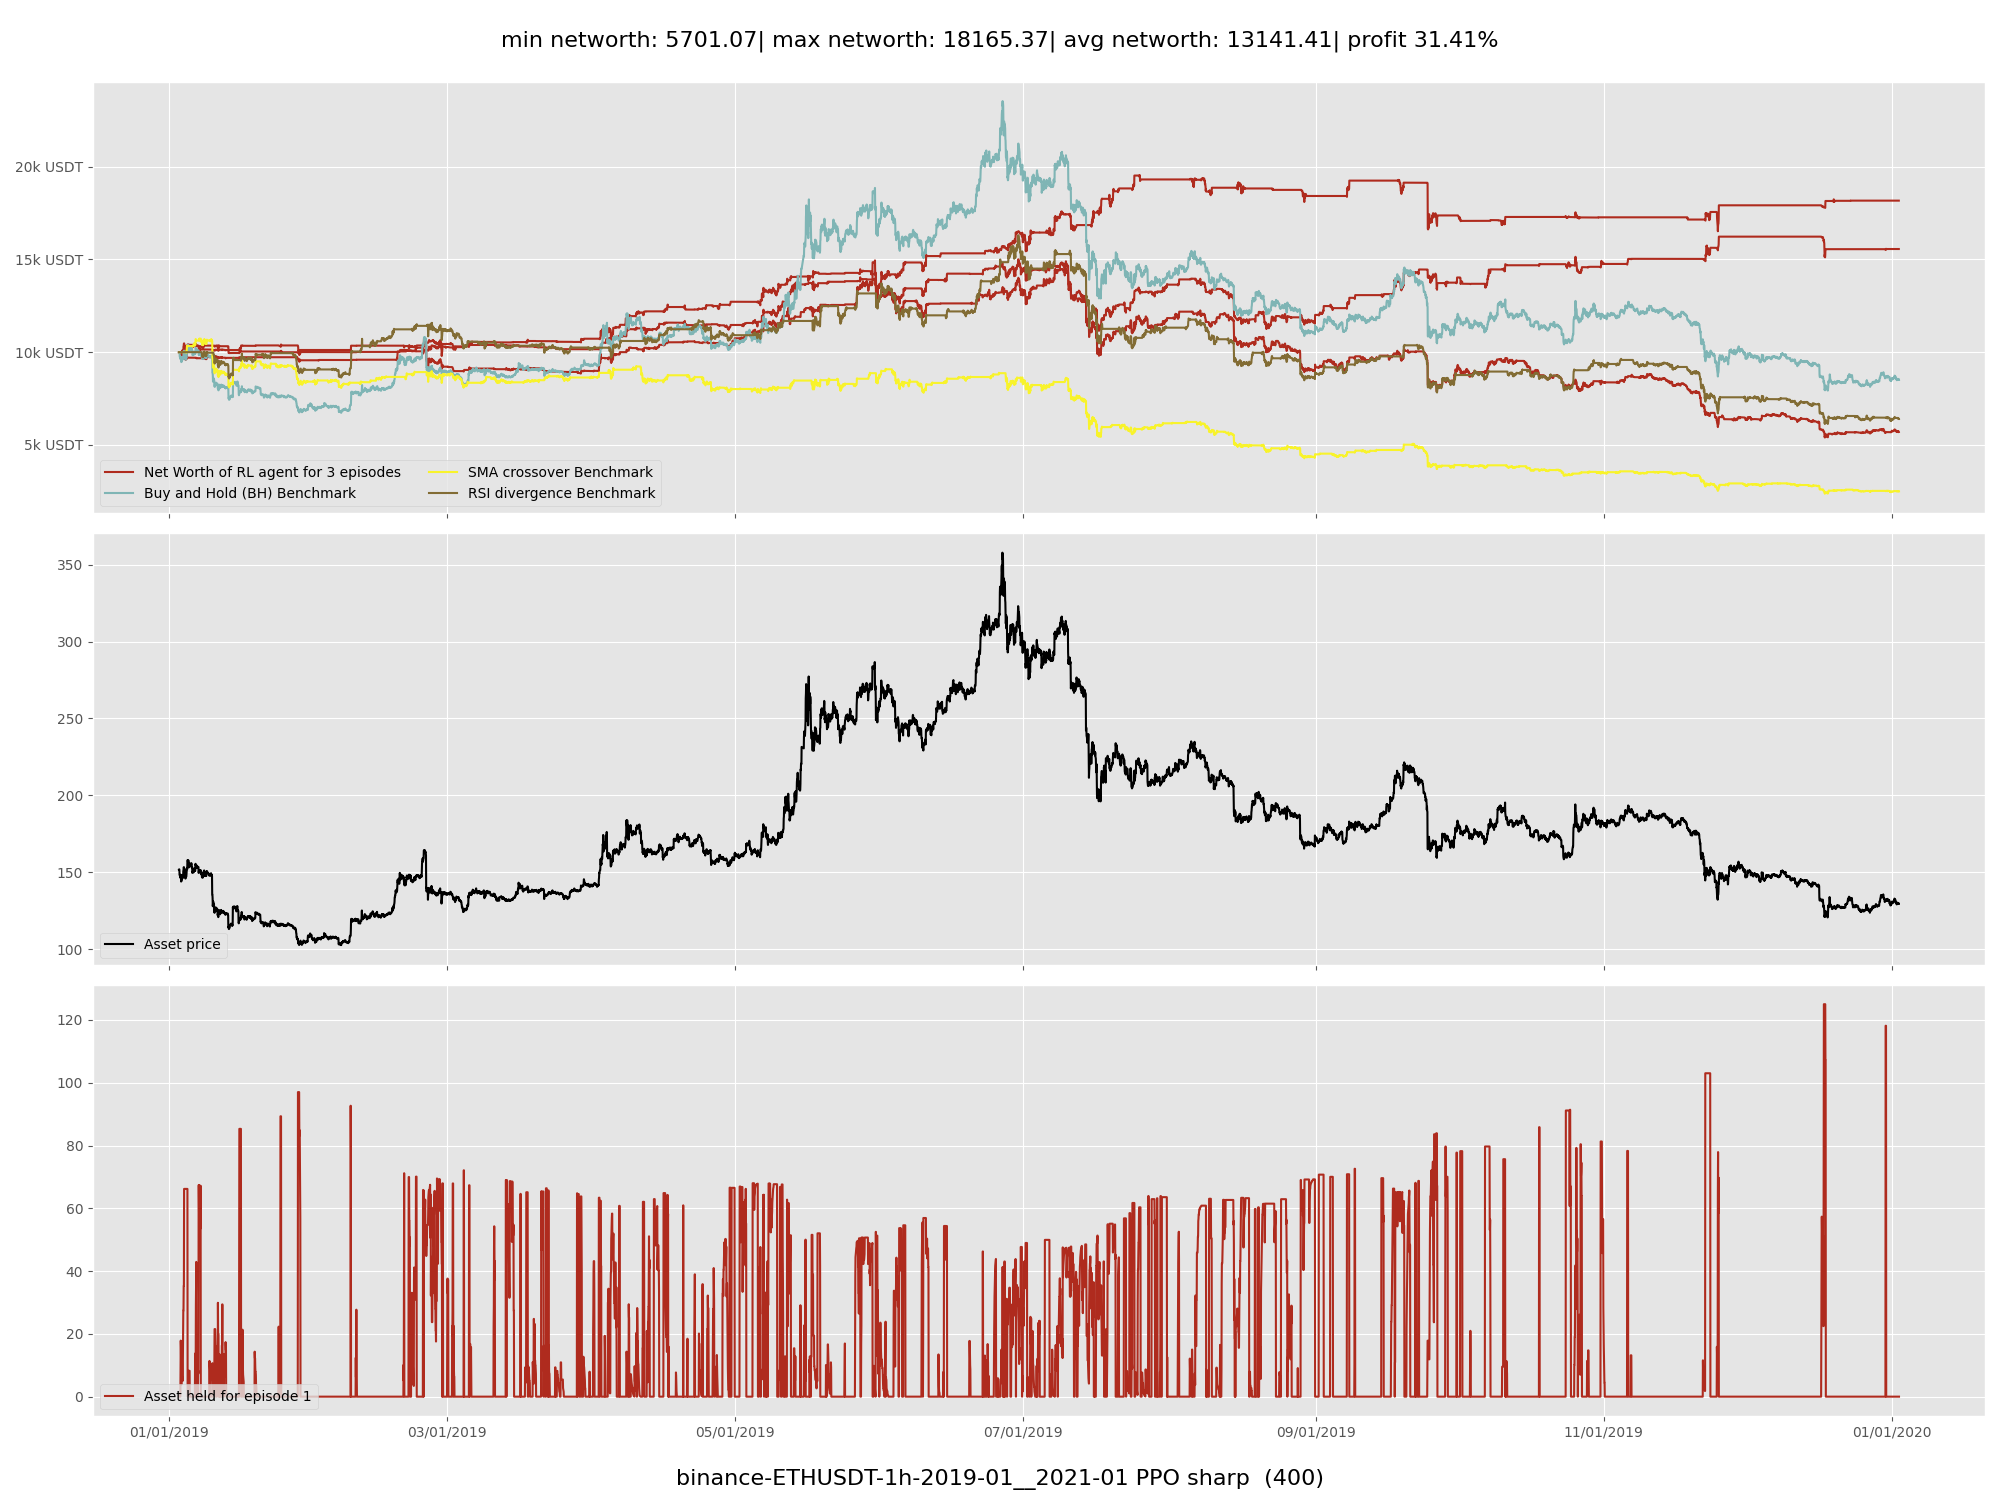 min networth: 5701.07| max networth: 18165.37| avg networth: 13141.41| profit 31.41%
20k USDT
15k USDT
10k USDT
5k USDT
Net Worth of RL agent for 3 episodes
Buy and Hold (BH) Benchmark
SMA crossover Benchmark
RSI divergence Benchmark
350
300
250
200
150
100
Asset price
120
100
80
60
40
20
0
Asset held for episode 1
01/01/2019 03/01/2019 05/01/2019 07/01/2019 09/01/2019 11/01/2019 01/01/2020
binance-ETHUSDT-1h-2019-01__2021-01 PPO sharp  (400)